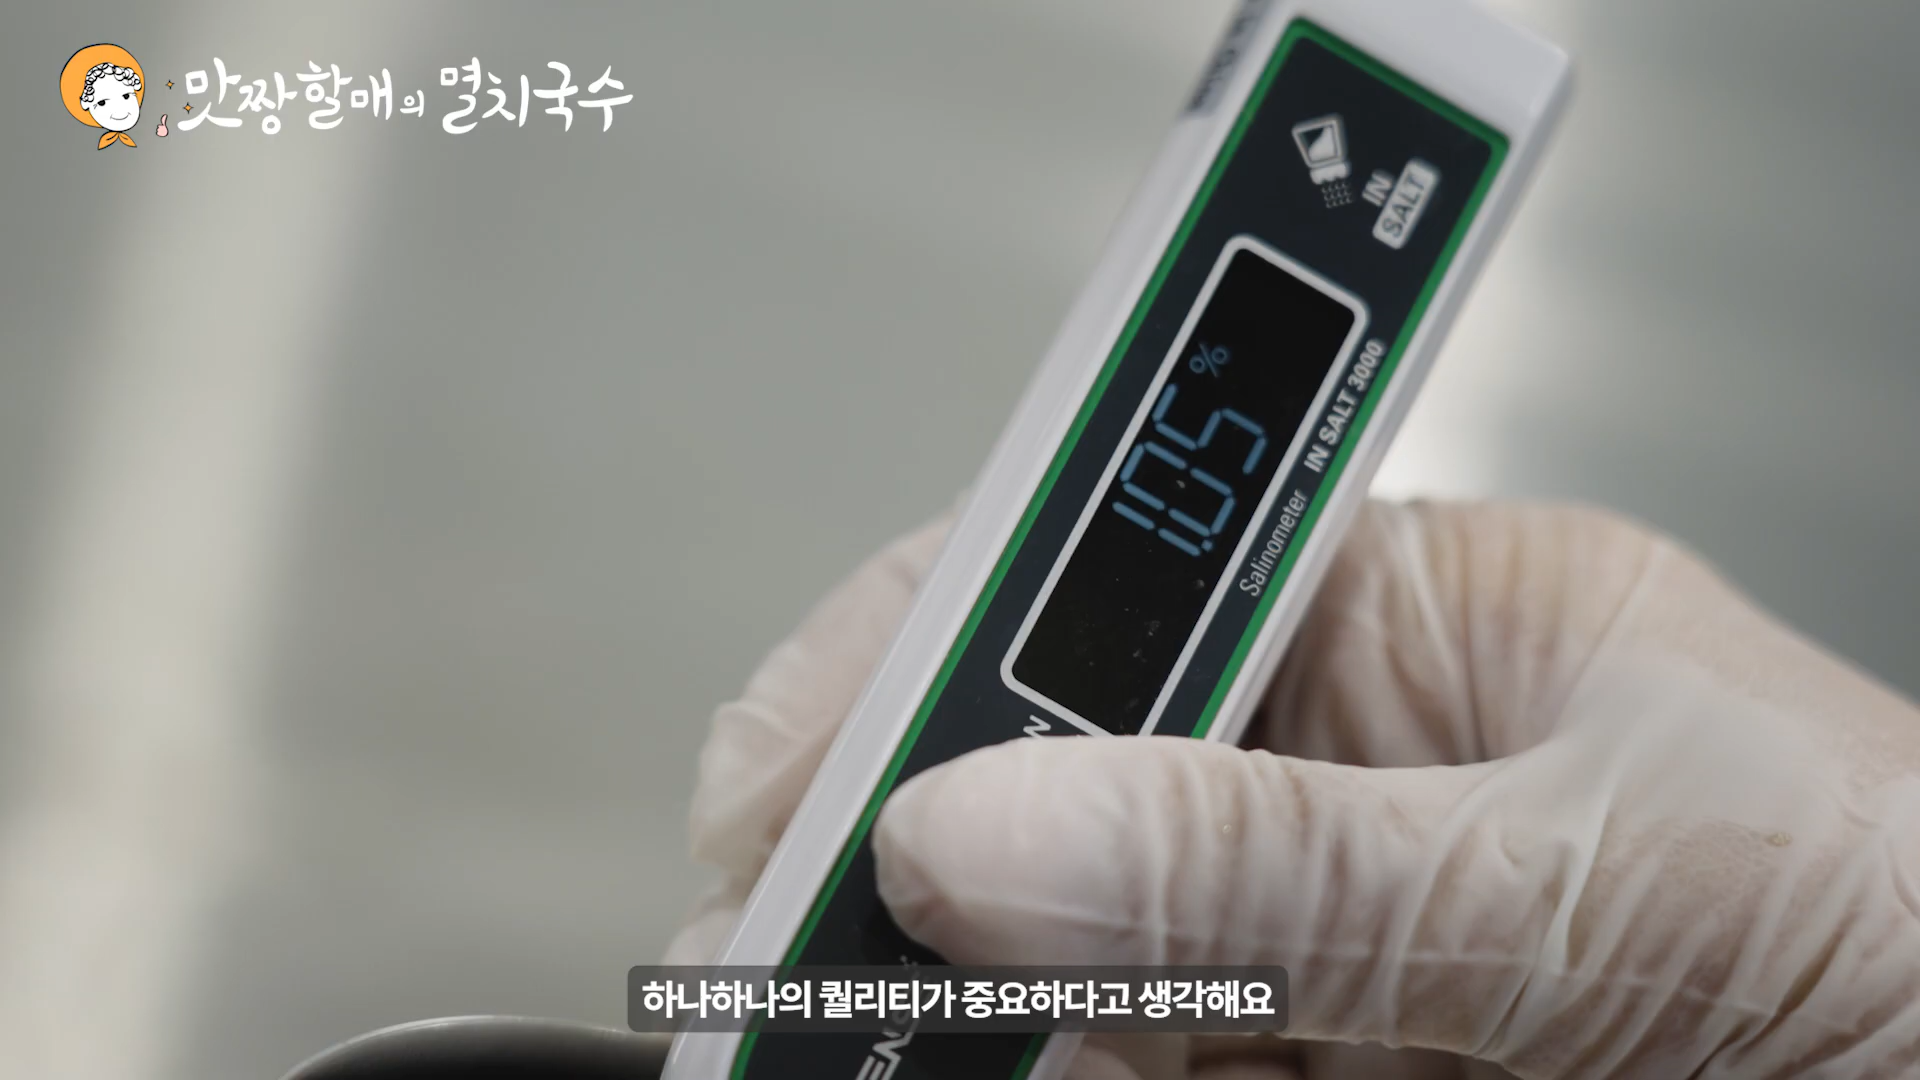 맛짱할매의 멸치국수
IN
SALT
1.05 %
Salinometer IN SALT 3000
하나하나의 퀄리티가 중요하다고 생각해요